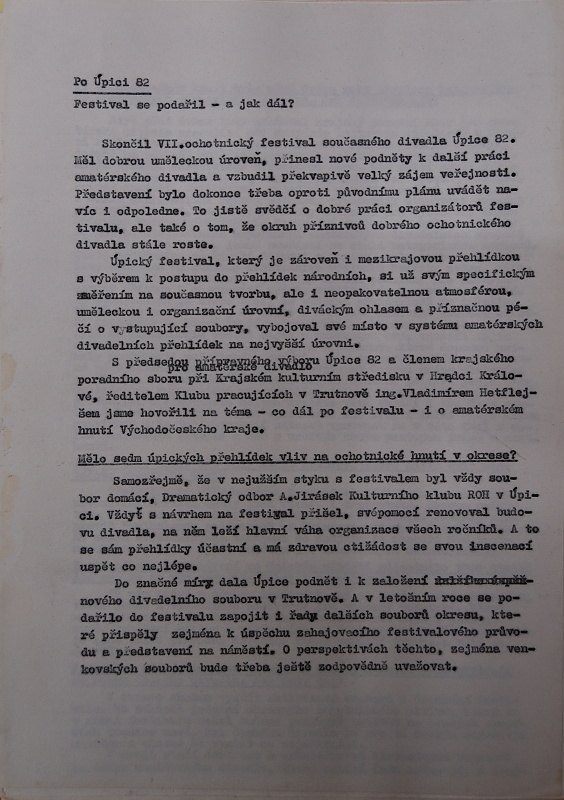 Po Úpici 82
Festival se podařil - a jak dál?
Skončil VII.ochotnický festival současného divadla Úpice 82.
Měl dobrou uměleckou úroveň, přinesl nové podněty k další práci
amatérského divadla a vzbudil překvapivě velký zájem veřejnosti.
Představení bylo dokonce třeba oproti původnímu plánu uvádět na-
víc i odpoledne. To jistě svědčí o dobré práci organizátorů fes-
tivalu, ale také o tom, že okruh příznivců dobrého ochotnického
divadla stále roste.
Úpický festival, který je zároveň i mezikrajovou přehlídkou
s výběrem k postupu do přehlídek národních, si už svým specifickým
změřením na současnou tvorbu, ale i neopakovatelnou atmosférou,
uměleckou i organizační úrovní, diváckým ohlasem a příznačnou pé-
čí o vystupující soubory, vybojoval své místo v systému amatérských
divadelních přehlídek na nejvyšší úrovni.
S předsedou přípravného výboru Úpice 82 a členem krajského
pro amatérské divadlo
poradního sboru při Krajském kulturním středisku v Hradci Králo-
vé, ředitelem Klubu pracujících v Trutnově ing.Vladimírem Hetflej-
šem jsme hovořili na téma - co dál po festivalu - i o amatérském
hnutí Východočeského kraje.
Mělo sedm úpických přehlídek vliv na ochotnické hnutí v okrese?
Samozřejmě, že v nejužším styku s festivalem byl vždy sou-
bor domácí, Dramatický odbor A.Jirásek Kulturního klubu ROH v Úpi-
ci. Vždyť s návrhem na festival přišel, svépomocí renovoval budo-
vu divadla, na něm leží hlavní váha organizace všech ročníků. A to
se sám přehlídky účastní a má zdravou ctižádost se svou inscenací
uspět co nejlépe.
Do značné míry dala Úpice podnět i k založení
nového divadelního souboru v Trutnově. A v letošním roce se po-
dařilo do festivalu zapojit i řadu dalších souborů okresu, kte-
ré přispěly zejména k úspěchu zahajovacího festivalového průvo-
du a představení na náměstí. O perspektivách těchto, zejména ven-
kovských souborů bude třeba ještě zodpovědně uvažovat.